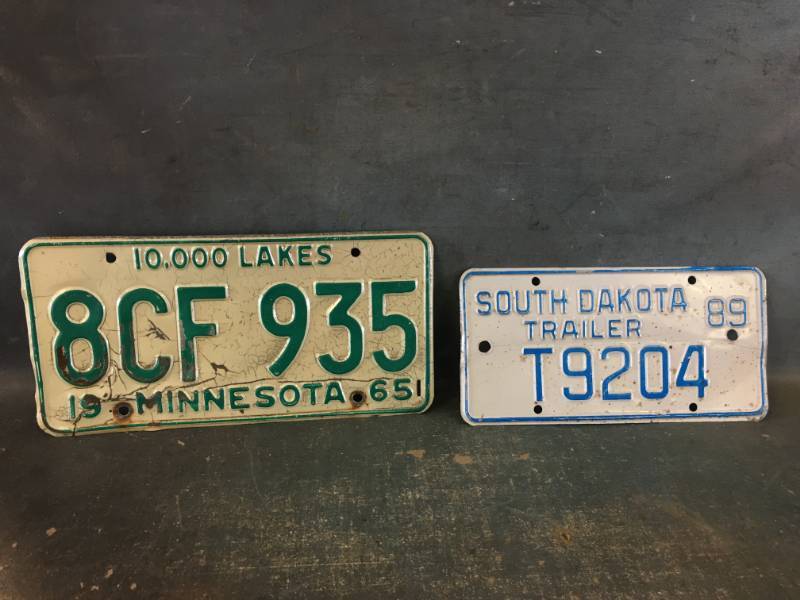 10,000 LAKES
8CF 935
19 MINNESOTA 65
SOUTH DAKOTA 89
TRAILER
T9204